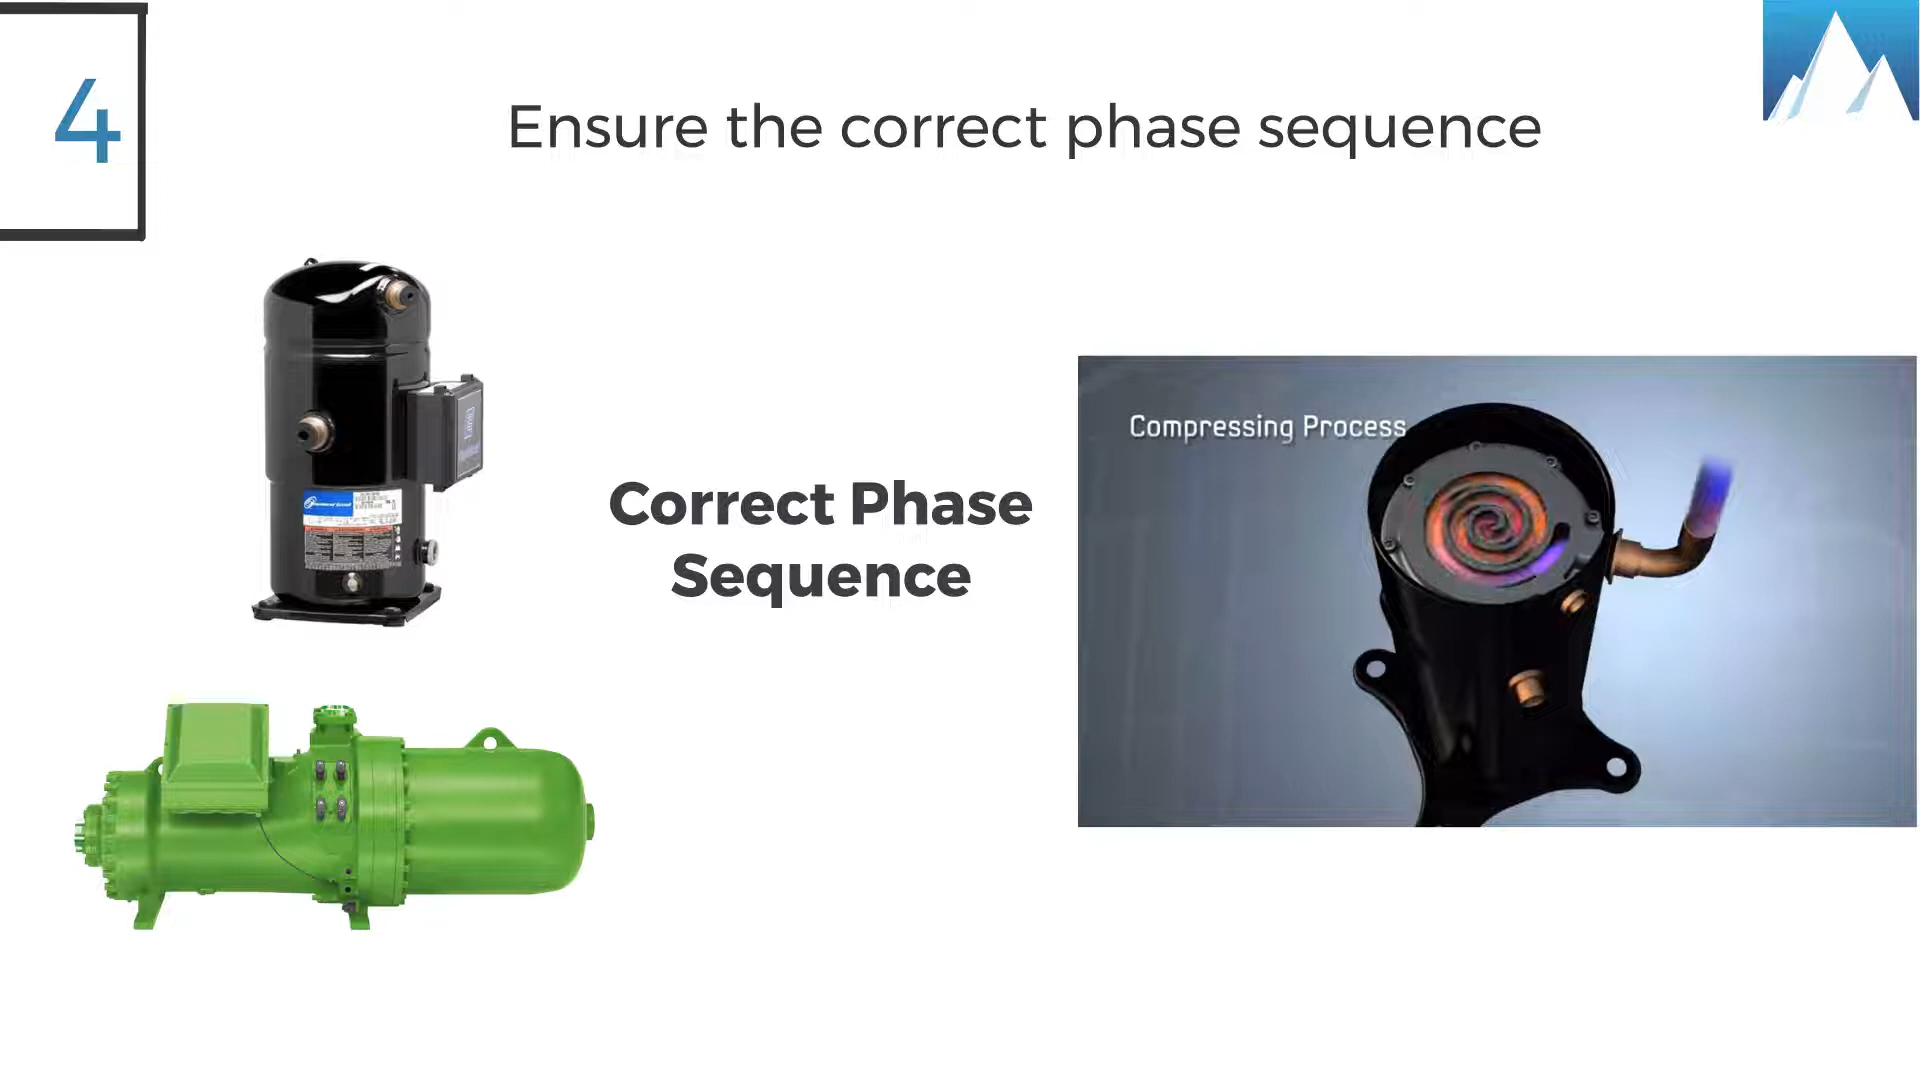 4
Ensure the correct phase sequence
Compressing Process
Correct Phase
Sequence